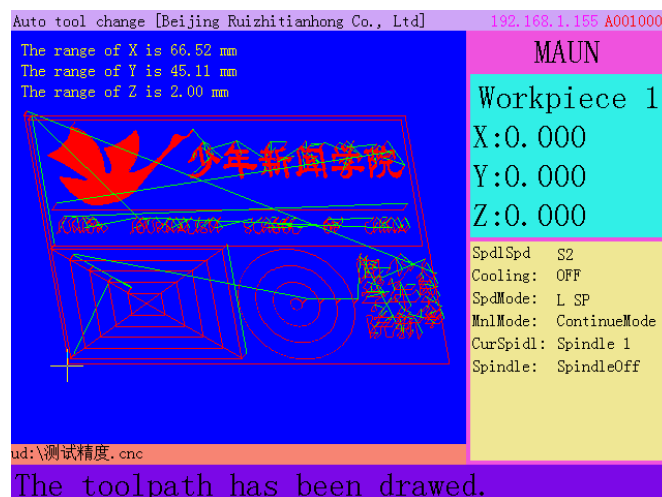 Auto tool change [Beijing Ruizhitianhong Co., Ltd] 192.168.1.155 A001000
The range of X is 66.52 mm
The range of Y is 45.11 mm
The range of Z is 2.00 mm
少年新闻学院
MAUN
Workpiece 1
X:0.000
Y:0.000
Z:0.000
SpdlSpd S2
Cooling: OFF
SpdMode: L SP
MnlMode: ContinueMode
CurSpidl: Spindle 1
Spindle: SpindleOff
ud:\测试精度.cnc
The toolpath has been drawed.